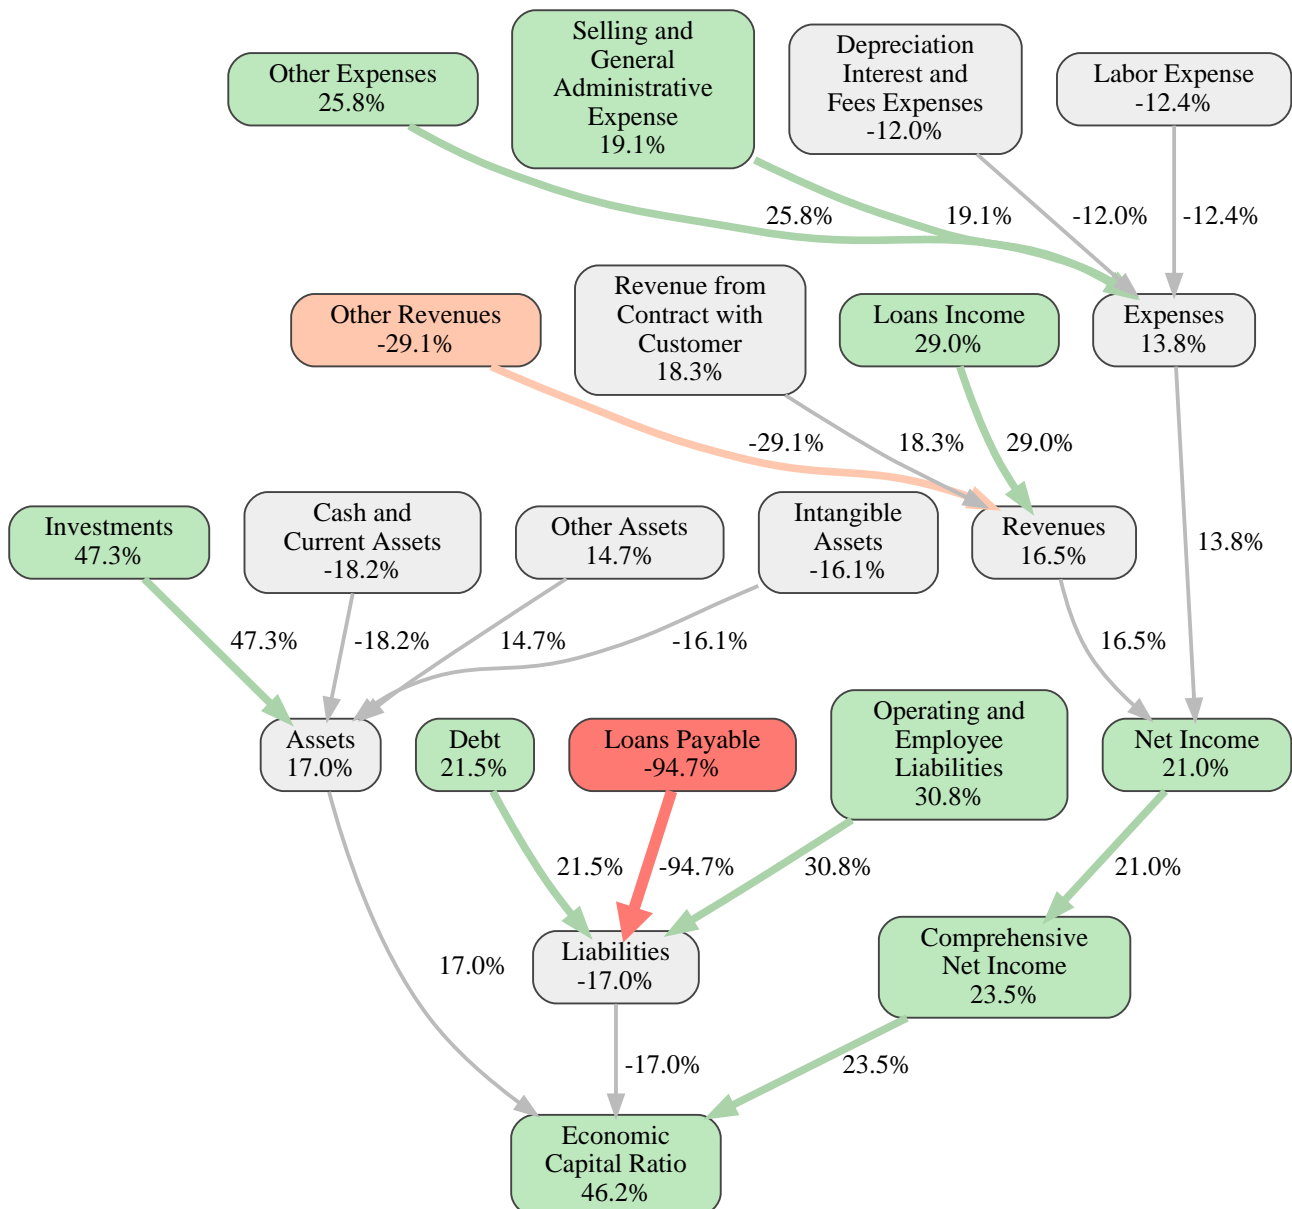 Other Expenses
25.8%
Selling and
General
Administrative
Expense
19.1%
Depreciation
Interest and
Fees Expenses
-12.0%
Labor Expense
-12.4%
25.8%
19.1%
-12.0%
-12.4%
Other Revenues
-29.1%
Revenue from
Contract with
Customer
18.3%
Loans Income
29.0%
Expenses
13.8%
-29.1%
18.3%
29.0%
Investments
47.3%
Cash and
Current Assets
-18.2%
Other Assets
14.7%
Intangible
Assets
-16.1%
Revenues
16.5%
13.8%
47.3%
-18.2%
14.7%
-16.1%
16.5%
Assets
17.0%
Debt
21.5%
Loans Payable
-94.7%
Operating and
Employee
Liabilities
30.8%
Net Income
21.0%
21.5%
-94.7%
30.8%
21.0%
17.0%
Liabilities
-17.0%
Comprehensive
Net Income
23.5%
-17.0%
23.5%
Economic
Capital Ratio
46.2%